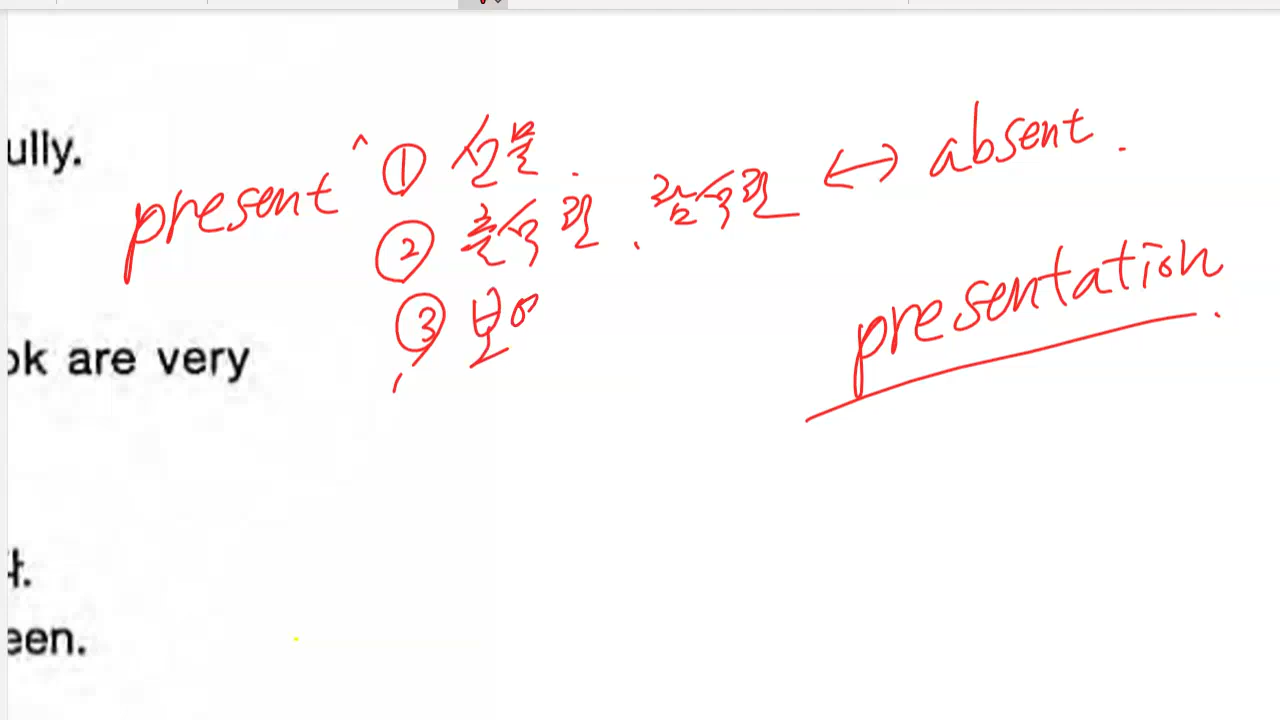 ully.
present ^ ① 선물.
② 출석한. 참석한 ↔ absent.
③ 보여
presentation.
ok are very
다.
een.